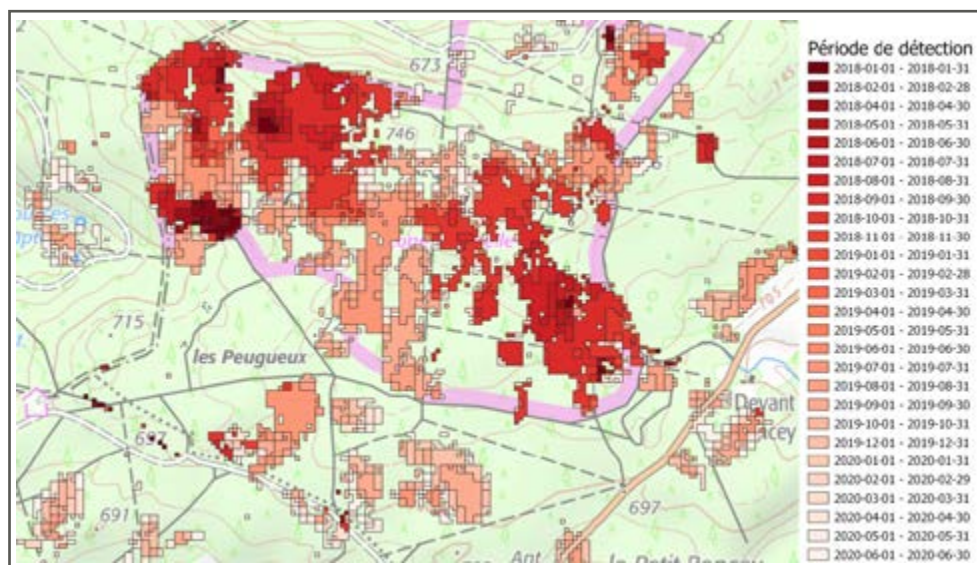 673
746
745
705
715
les Peugueux
Devant
691
697
Ant
Période de détection
2018-01-01 - 2018-01-31
2018-02-01 - 2018-02-28
2018-04-01 - 2018-04-30
2018-05-01 - 2018-05-31
2018-06-01 - 2018-06-30
2018-07-01 - 2018-07-31
2018-08-01 - 2018-08-31
2018-09-01 - 2018-09-30
2018-10-01 - 2018-10-31
2018-11-01 - 2018-11-30
2019-01-01 - 2019-01-31
2019-02-01 - 2019-02-28
2019-03-01 - 2019-03-31
2019-04-01 - 2019-04-30
2019-05-01 - 2019-05-31
2019-06-01 - 2019-06-30
2019-07-01 - 2019-07-31
2019-08-01 - 2019-08-31
2019-09-01 - 2019-09-30
2019-10-01 - 2019-10-31
2019-12-01 - 2019-12-31
2020-01-01 - 2020-01-31
2020-02-01 - 2020-02-29
2020-03-01 - 2020-03-31
2020-04-01 - 2020-04-30
2020-05-01 - 2020-05-31
2020-06-01 - 2020-06-30